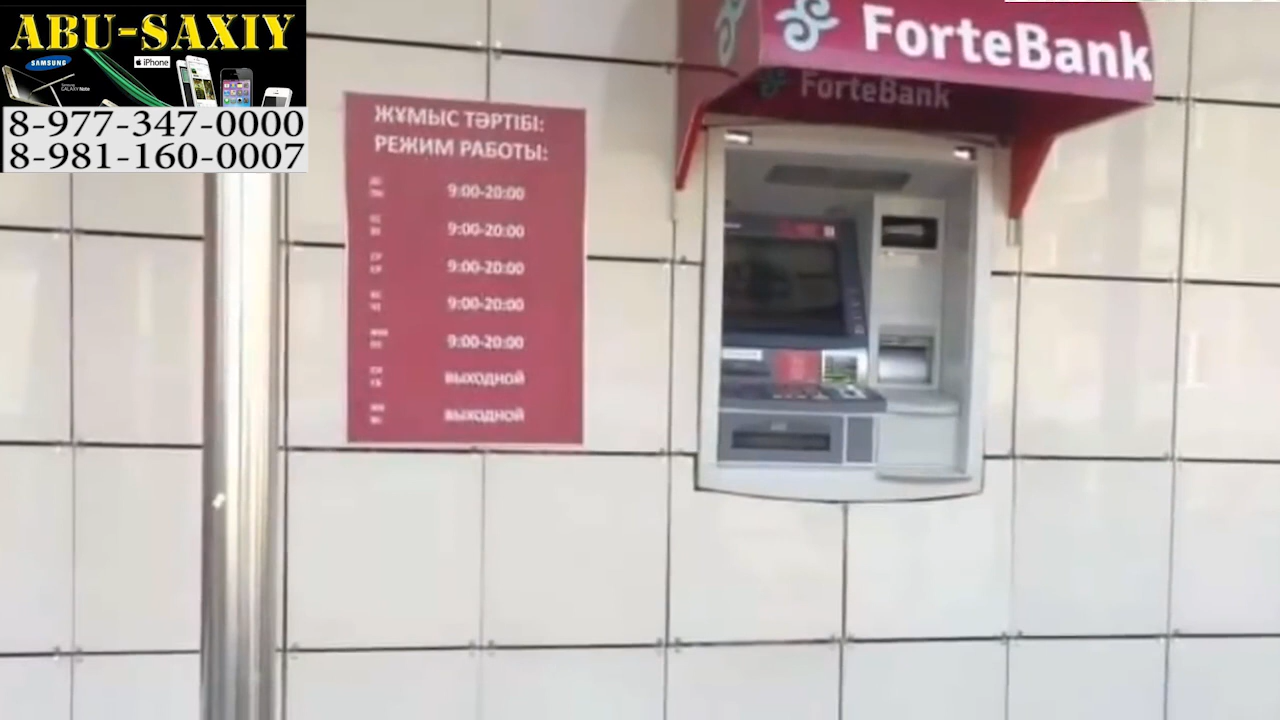 ABU-SAXIY
SAMSUNG
iPhone
8-977-347-0000
8-981-160-0007
ForteBank
ForteBank
ЖҰМЫС ТӘРТІБІ:
РЕЖИМ РАБОТЫ:
9:00-20:00
9:00-20:00
9:00-20:00
9:00-20:00
9:00-20:00
ВЫХОДНОЙ
ВЫХОДНОЙ